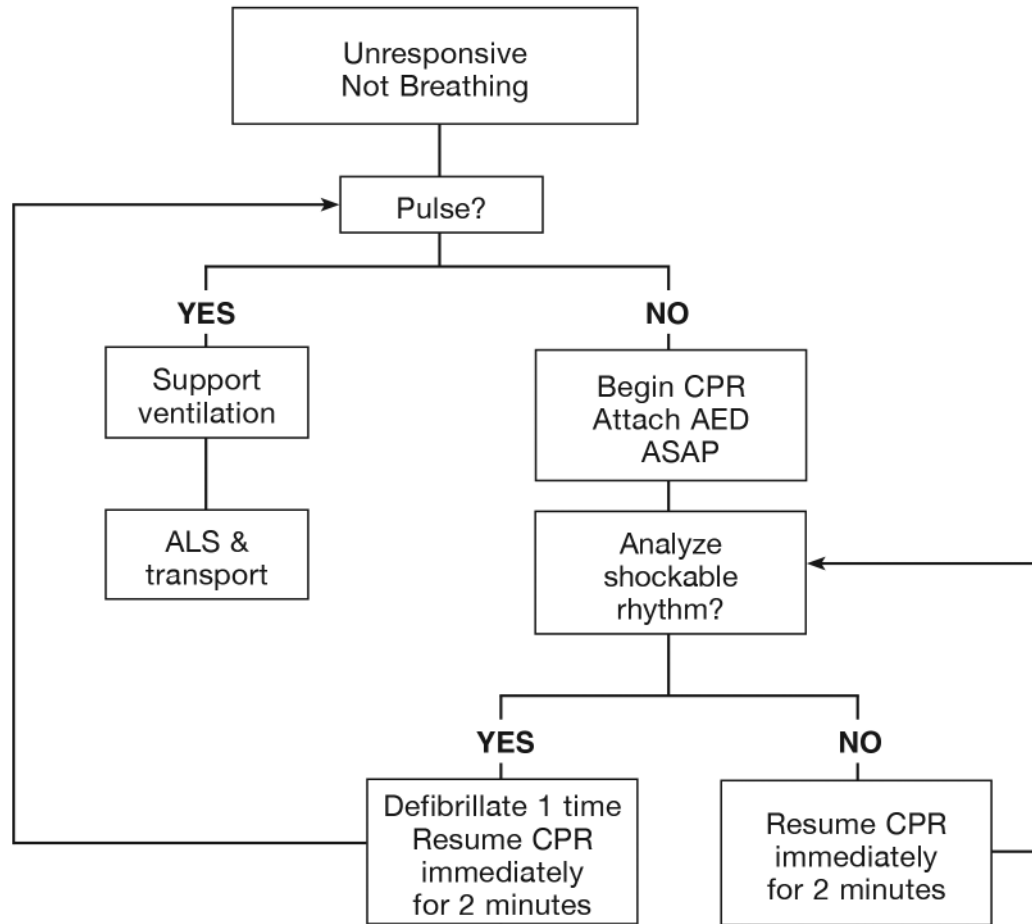 Unresponsive
Not Breathing
Pulse?
YES
NO
Support
ventilation
Begin CPR
Attach AED
ASAP
ALS &
transport
Analyze
shockable
rhythm?
YES
NO
Defibrillate 1 time
Resume CPR
immediately
for 2 minutes
Resume CPR
immediately
for 2 minutes